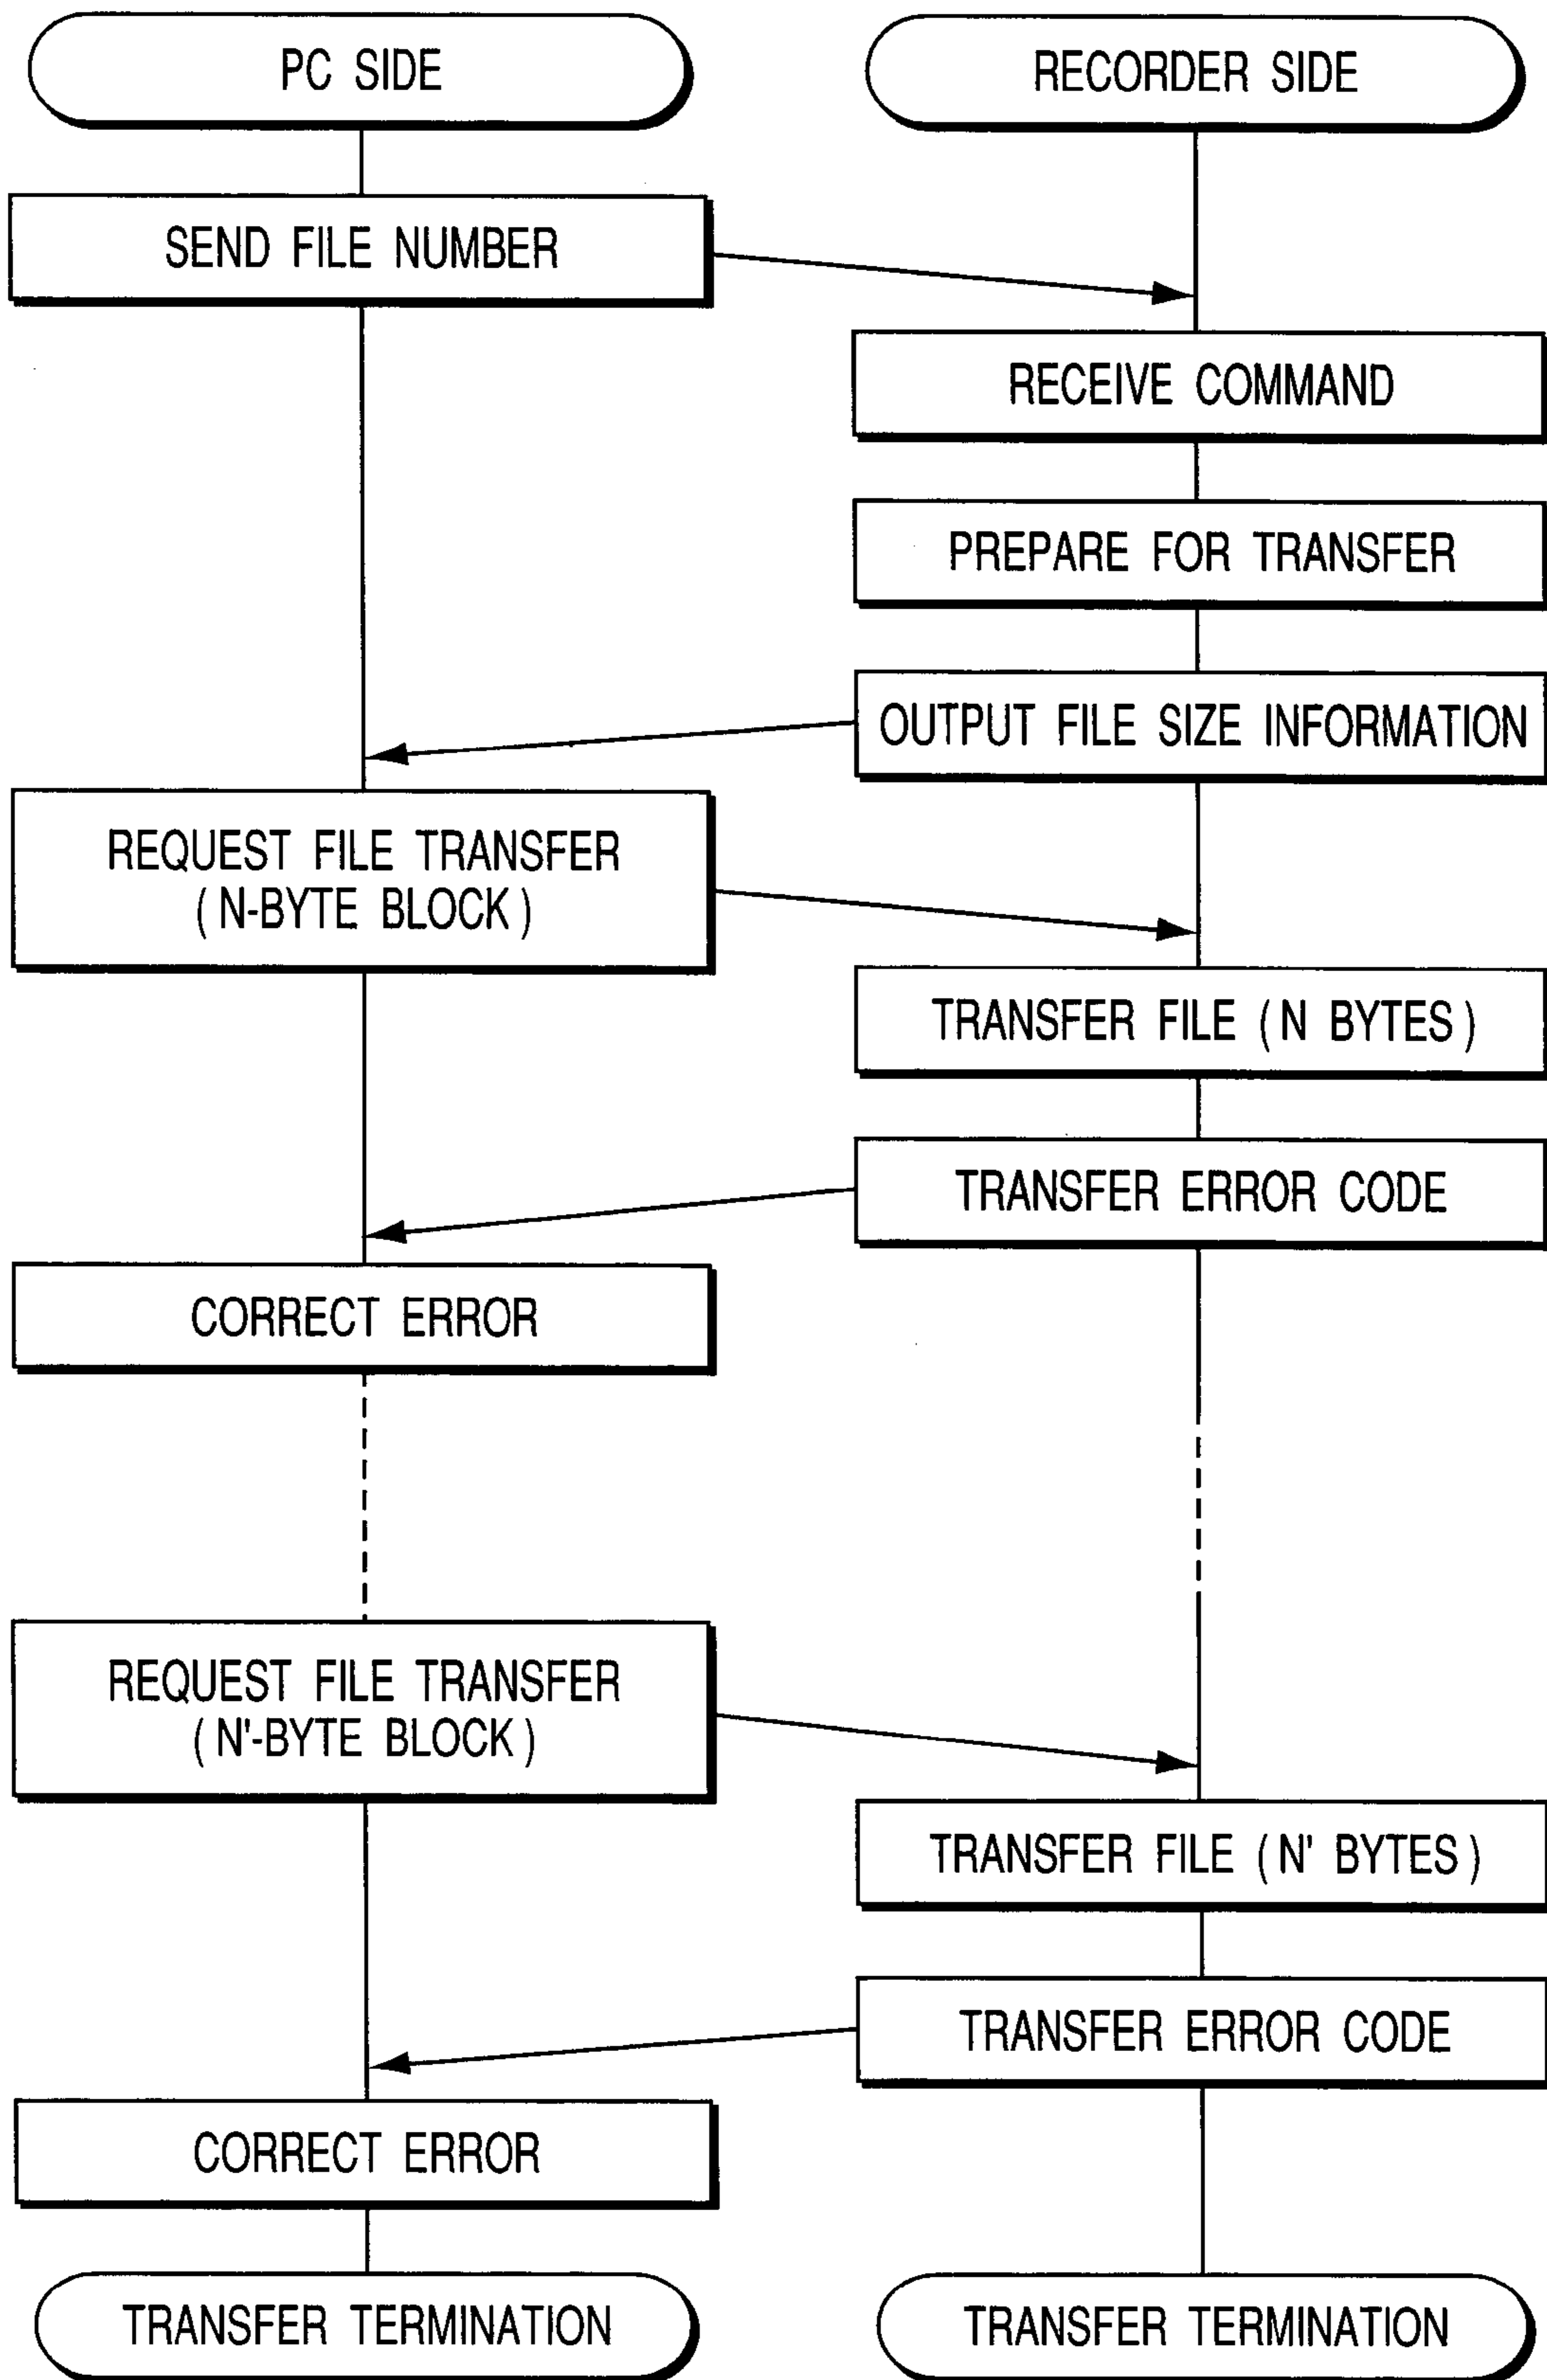 PC SIDE
RECORDER SIDE
SEND FILE NUMBER
RECEIVE COMMAND
PREPARE FOR TRANSFER
OUTPUT FILE SIZE INFORMATION
REQUEST FILE TRANSFER
(N-BYTE BLOCK)
TRANSFER FILE (N BYTES)
TRANSFER ERROR CODE
CORRECT ERROR
REQUEST FILE TRANSFER
(N'-BYTE BLOCK)
TRANSFER FILE (N' BYTES)
TRANSFER ERROR CODE
CORRECT ERROR
TRANSFER TERMINATION
TRANSFER TERMINATION